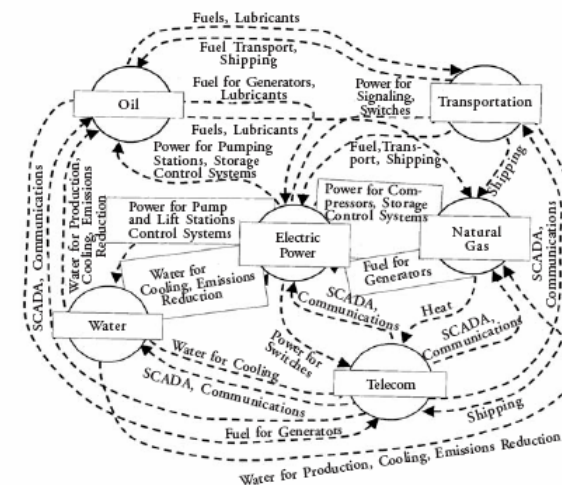 Fuels, Lubricants
Fuel Transport,
Shipping
Fuel for Generators,
Lubricants
Power for
Signaling,
Switches
Oil
Transportation
Fuels, Lubricants
Power for Pumping
Stations, Storage
Control Systems
Fuel,Trans-
port, Shipping
Shipping
Power for Com-
pressors, Storage
Control Systems
Power for Pump
and Lift Stations
Control Systems
Electric
Power
Natural
Gas
SCADA,
Communications
SCADA, Communications
Water for Production,
Cooling, Emissions
Reduction
Water for
Cooling, Emissions
Reduction
Fuel for
Generators
SCADA,
Communications
Heat
SCADA,
Communications
Water
Power for
Switches
Water for Cooling
Telecom
SCADA, Communications
Shipping
Fuel for Generators
Water for Production, Cooling, Emissions Reduction